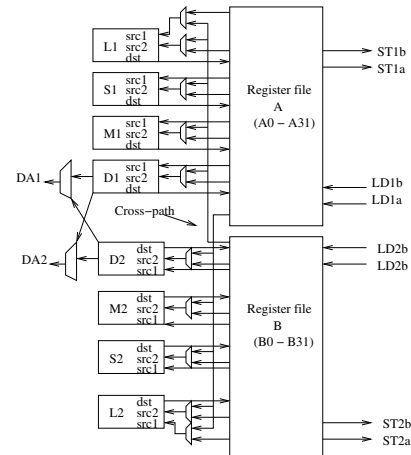 src1
L1 src2
dst
src1
S1 src2
dst
src1
M1 src2
dst
src1
D1 src2
dst
DA1
Cross−path
DA2
dst
D2 src2
src1
dst
M2 src2
src1
dst
S2 src2
src1
dst
L2 src2
src1
Register file
A
(A0 − A31)
Register file
B
(B0 − B31)
ST1b
ST1a
LD1b
LD1a
LD2b
LD2b
ST2b
ST2a